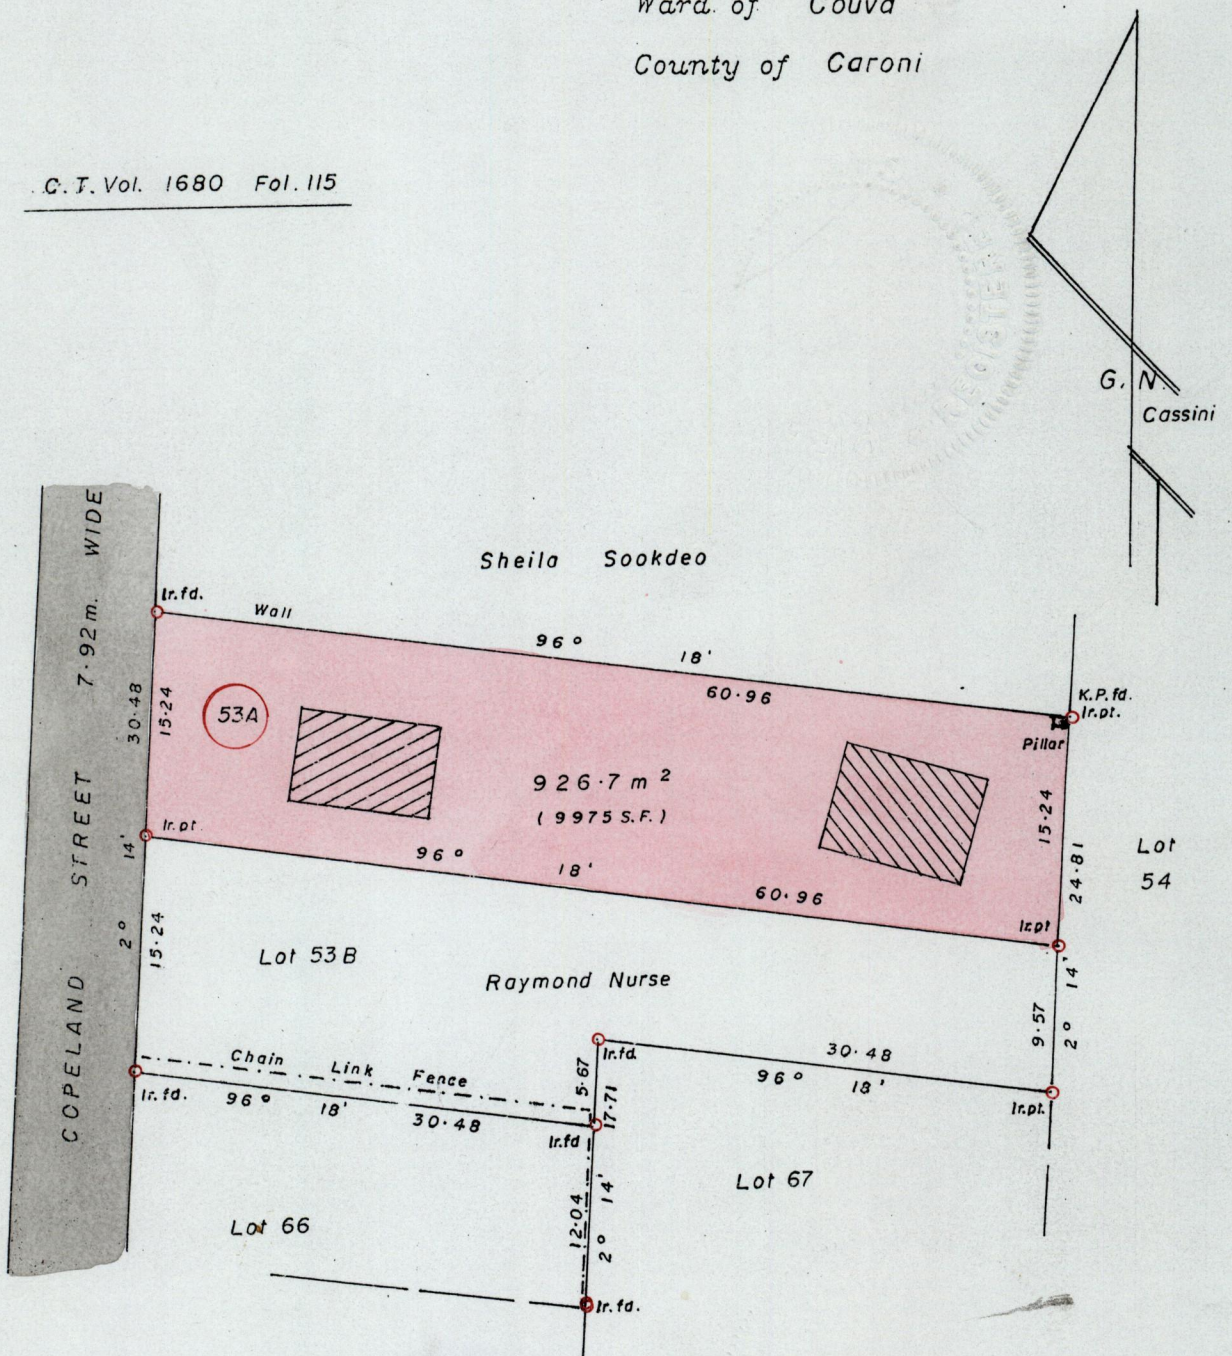 Ward of Couva
County of Caroni
C.T. Vol. 1680 Fol. 115
G. N.
Cassini
Sheila Sookdeo
COPELAND STREET 7·92m. WIDE
Ir.fd.
Wall
96° 18'
60·96
K.P.fd.
Ir.pt.
Pillar
30·48
15·24
53A
926·7 m²
(9975 S.F.)
15·24
24·81
Lot
54
Ir.pt
14'
2°
96° 18'
60·96
Ir.pt
15·24
Lot 53B
Raymond Nurse
14'
2°
9·57
Chain Link Fence
Ir.fd.
96° 18'
30·48
Ir.fd
5·67
17·71
Ir.fd.
30·48
96° 18'
Ir.pt.
Lot 67
Lot 66
12·04
14'
2°
Ir.fd.